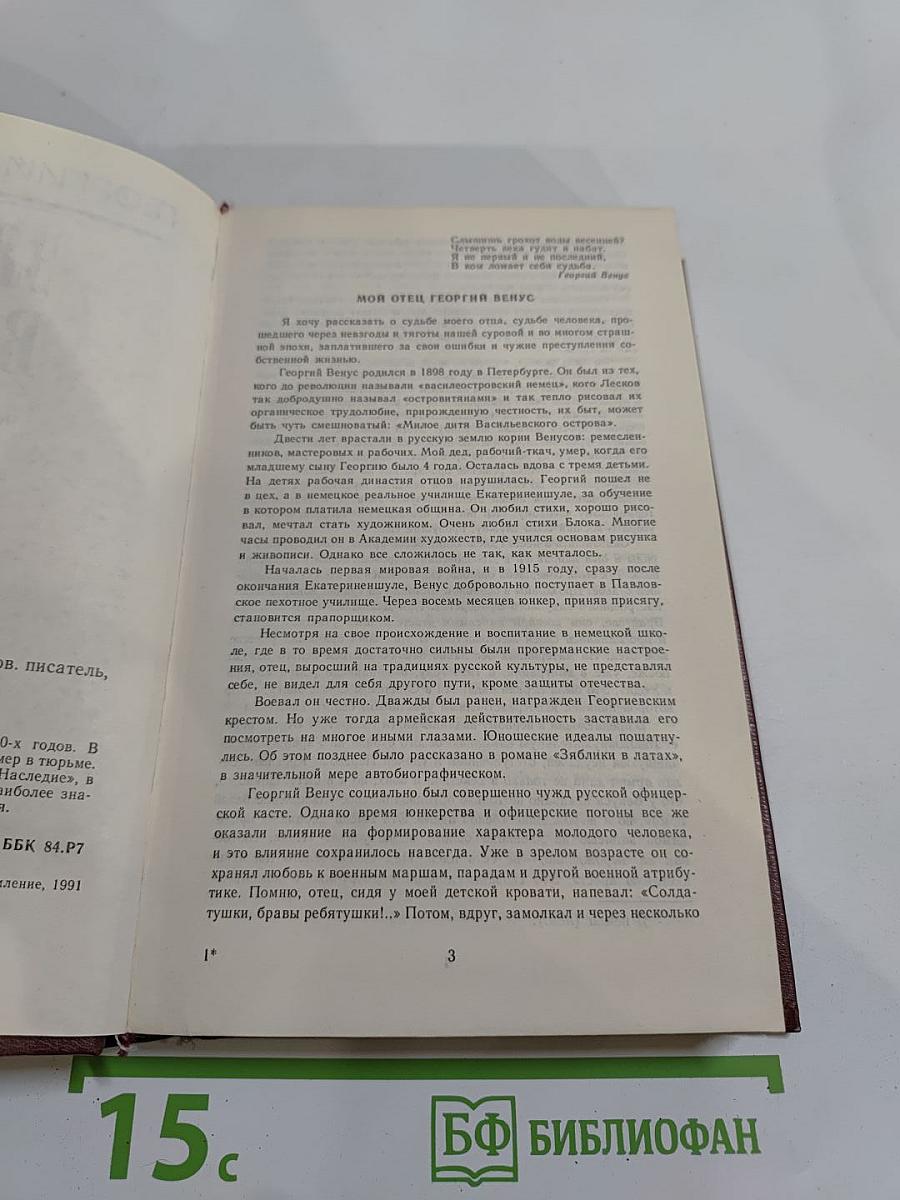 ов. писатель,
0-х годов. В
мер в тюрьме.
Наследие», в
аиболее зна-
я.
ББК 84.Р7
мление, 1991
Слышишь грохот воды весенней?
Четверть века гудит и набат.
Я не первый и не последний,
В ком ломает себя судьба.
Георгий Венус
МОЙ ОТЕЦ ГЕОРГИЙ ВЕНУС
Я хочу рассказать о судьбе моего отца, судьбе человека, про-
шедшего через невзгоды и тяготы нашей суровой и во многом страш-
ной эпохи, заплатившего за свои ошибки и чужие преступления со-
бственной жизнью.
Георгий Венус родился в 1898 году в Петербурге. Он был из тех,
кого до революции называли «василеостровский немец», кого Лесков
так добродушно называл «островитянами» и так тепло рисовал их
органическое трудолюбие, прирожденную честность, их быт, может
быть чуть смешноватый: «Милое дитя Васильевского острова».
Двести лет врастали в русскую землю корни Венусов: ремеслен-
ников, мастеровых и рабочих. Мой дед, рабочий-ткач, умер, когда его
младшему сыну Георгию было 4 года. Осталась вдова с тремя детьми.
На детях рабочая династия отцов нарушилась. Георгий пошел не
в цех, а в немецкое реальное училище Екатериненшуле, за обучение
в котором платила немецкая община. Он любил стихи, хорошо рисо-
вал, мечтал стать художником. Очень любил стихи Блока. Многие
часы проводил он в Академии художеств, где учился основам рисунка
и живописи. Однако все сложилось не так, как мечталось.
Началась первая мировая война, и в 1915 году, сразу после
окончания Екатериненшуле, Венус добровольно поступает в Павлов-
ское пехотное училище. Через восемь месяцев юнкер, приняв присягу,
становится прапорщиком.
Несмотря на свое происхождение и воспитание в немецкой шко-
ле, где в то время достаточно сильны были прогерманские настрое-
ния, отец, выросший на традициях русской культуры, не представлял
себе, не видел для себя другого пути, кроме защиты отечества.
Воевал он честно. Дважды был ранен, награжден Георгиевским
крестом. Но уже тогда армейская действительность заставила его
посмотреть на многое иными глазами. Юношеские идеалы пошатну-
лись. Об этом позднее было рассказано в романе «Зяблики в латах»,
в значительной мере автобиографическом.
Георгий Венус социально был совершенно чужд русской офицер-
ской касте. Однако время юнкерства и офицерские погоны все же
оказали влияние на формирование характера молодого человека,
и это влияние сохранилось навсегда. Уже в зрелом возрасте он со-
хранял любовь к военным маршам, парадам и другой военной атрибу-
тике. Помню, отец, сидя у моей детской кровати, напевал: «Солда-
тушки, бравы ребятушки!..» Потом, вдруг, замолкал и через несколько
1*
3
15 с
БФ БИБЛИОФАН